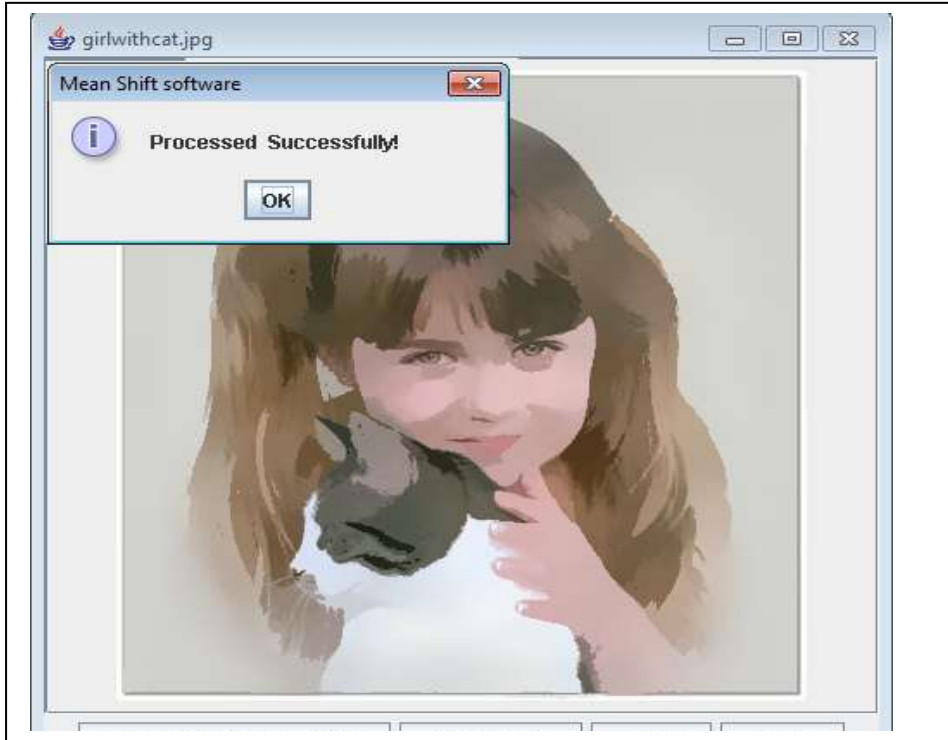 girlwithcat.jpg
Mean Shift software
Processed Successfully!
OK